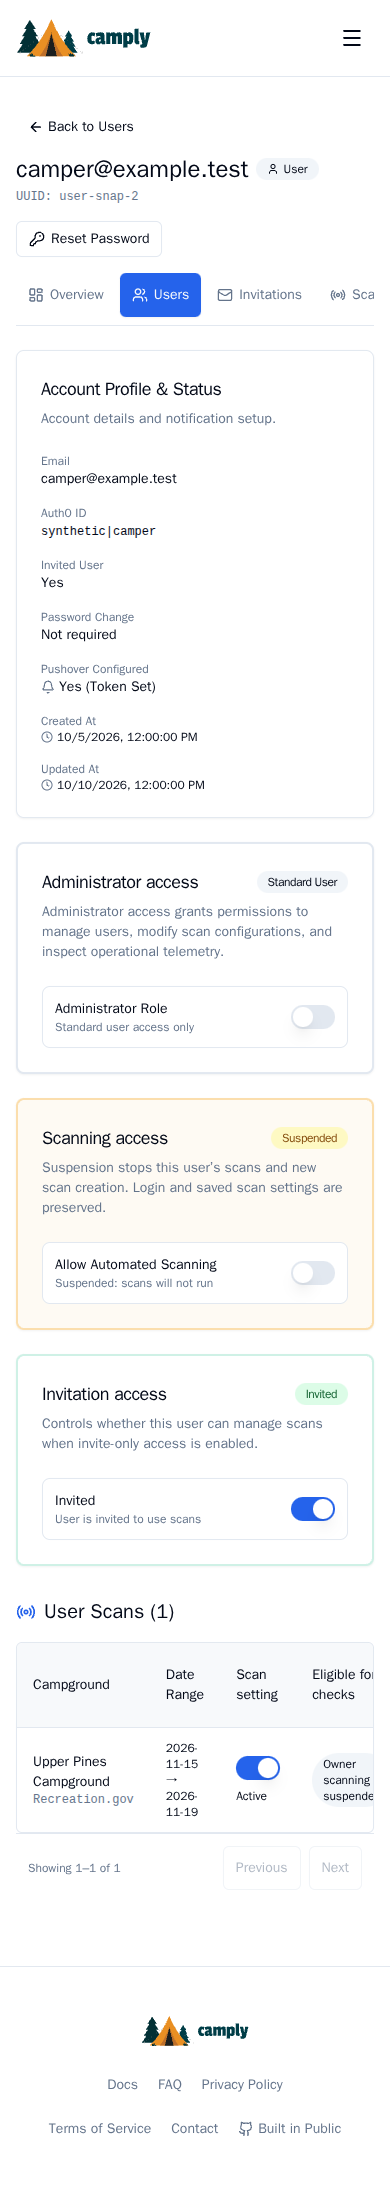 camply
Back to Users
camper@example.test User
UUID: user-snap-2
Reset Password
Overview Users Invitations Sca
Account Profile & Status
Account details and notification setup.
Email
camper@example.test
Auth0 ID
synthetic|camper
Invited User
Yes
Password Change
Not required
Pushover Configured
Yes (Token Set)
Created At
10/5/2026, 12:00:00 PM
Updated At
10/10/2026, 12:00:00 PM
Administrator access Standard User
Administrator access grants permissions to
manage users, modify scan configurations, and
inspect operational telemetry.
Administrator Role
Standard user access only
Scanning access Suspended
Suspension stops this user's scans and new
scan creation. Login and saved scan settings are
preserved.
Allow Automated Scanning
Suspended: scans will not run
Invitation access Invited
Controls whether this user can manage scans
when invite-only access is enabled.
Invited
User is invited to use scans
User Scans (1)
Campground Date Range Scan setting Eligible for checks
Upper Pines Campground
Recreation.gov
2026-11-15
→
2026-11-19
Active
Owner
scanning
suspende
Showing 1–1 of 1 Previous Next
camply
Docs FAQ Privacy Policy
Terms of Service Contact Built in Public